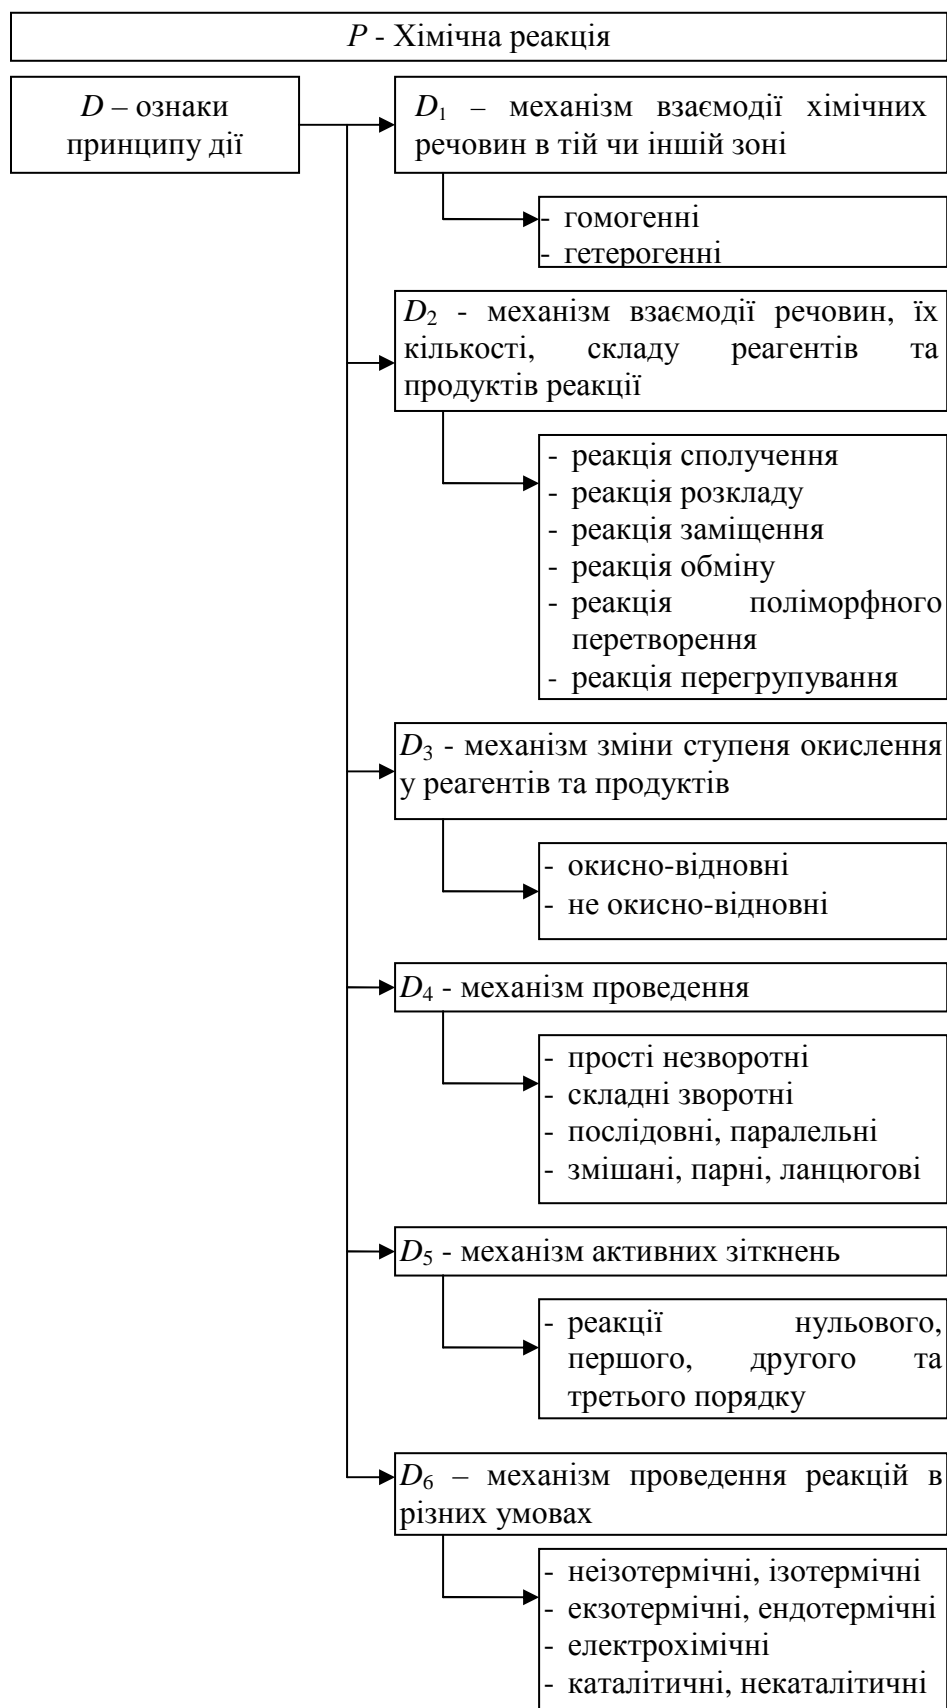 P - Хімічна реакція
D – ознаки
принципу дії
D1 – механізм взаємодії хімічних
речовин в тій чи іншій зоні
- гомогенні
- гетерогенні
D2 - механізм взаємодії речовин, їх
кількості, складу реагентів та
продуктів реакції
- реакція сполучення
- реакція розкладу
- реакція заміщення
- реакція обміну
- реакція поліморфного
перетворення
- реакція перегрупування
D3 - механізм зміни ступеня окислення
у реагентів та продуктів
- окисно-відновні
- не окисно-відновні
D4 - механізм проведення
- прості незворотні
- складні зворотні
- послідовні, паралельні
- змішані, парні, ланцюгові
D5 - механізм активних зіткнень
- реакції нульового,
першого, другого та
третього порядку
D6 – механізм проведення реакцій в
різних умовах
- неізотермічні, ізотермічні
- екзотермічні, ендотермічні
- електрохімічні
- каталітичні, некаталітичні